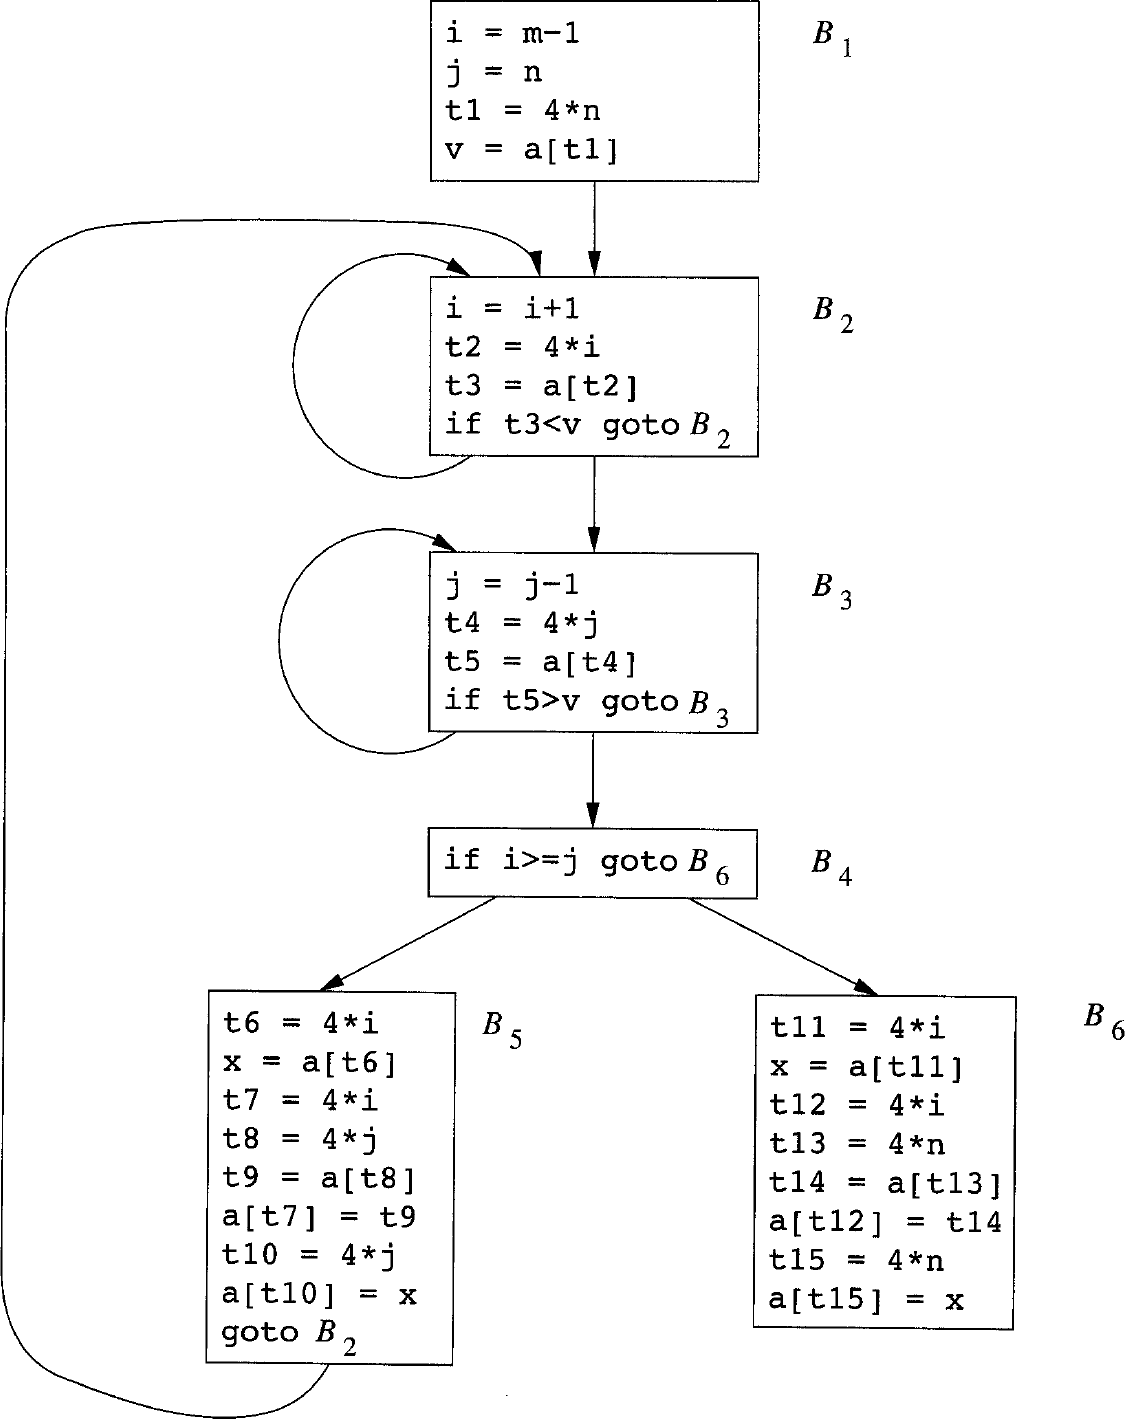 i = m-1
j = n
t1 = 4*n
v = a[t1]
B1
i = i+1
t2 = 4*i
t3 = a[t2]
if t3<v goto B2
B2
j = j-1
t4 = 4*j
t5 = a[t4]
if t5>v goto B3
B3
if i>=j goto B6
B4
t6 = 4*i
x = a[t6]
t7 = 4*i
t8 = 4*j
t9 = a[t8]
a[t7] = t9
t10 = 4*j
a[t10] = x
goto B2
B5
t11 = 4*i
x = a[t11]
t12 = 4*i
t13 = 4*n
t14 = a[t13]
a[t12] = t14
t15 = 4*n
a[t15] = x
B6